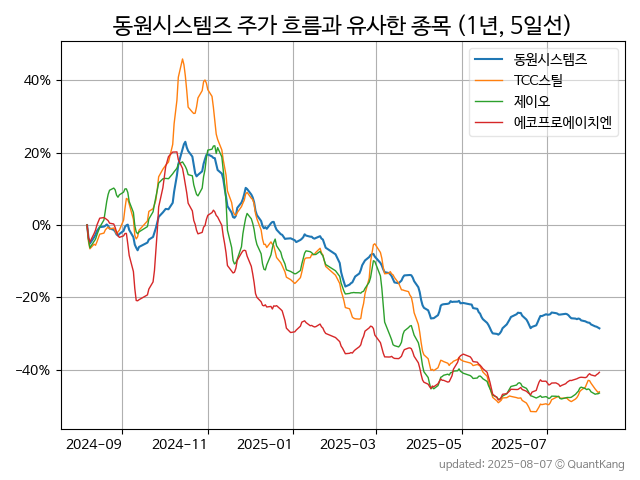 동원시스템즈 주가 흐름과 유사한 종목 (1년, 5일선)
동원시스템즈
TCC스틸
제이오
에코프로에이치엔
40%
20%
0%
−20%
−40%
2024-09 2024-11 2025-01 2025-03 2025-05 2025-07
updated: 2025-08-07 © QuantKang